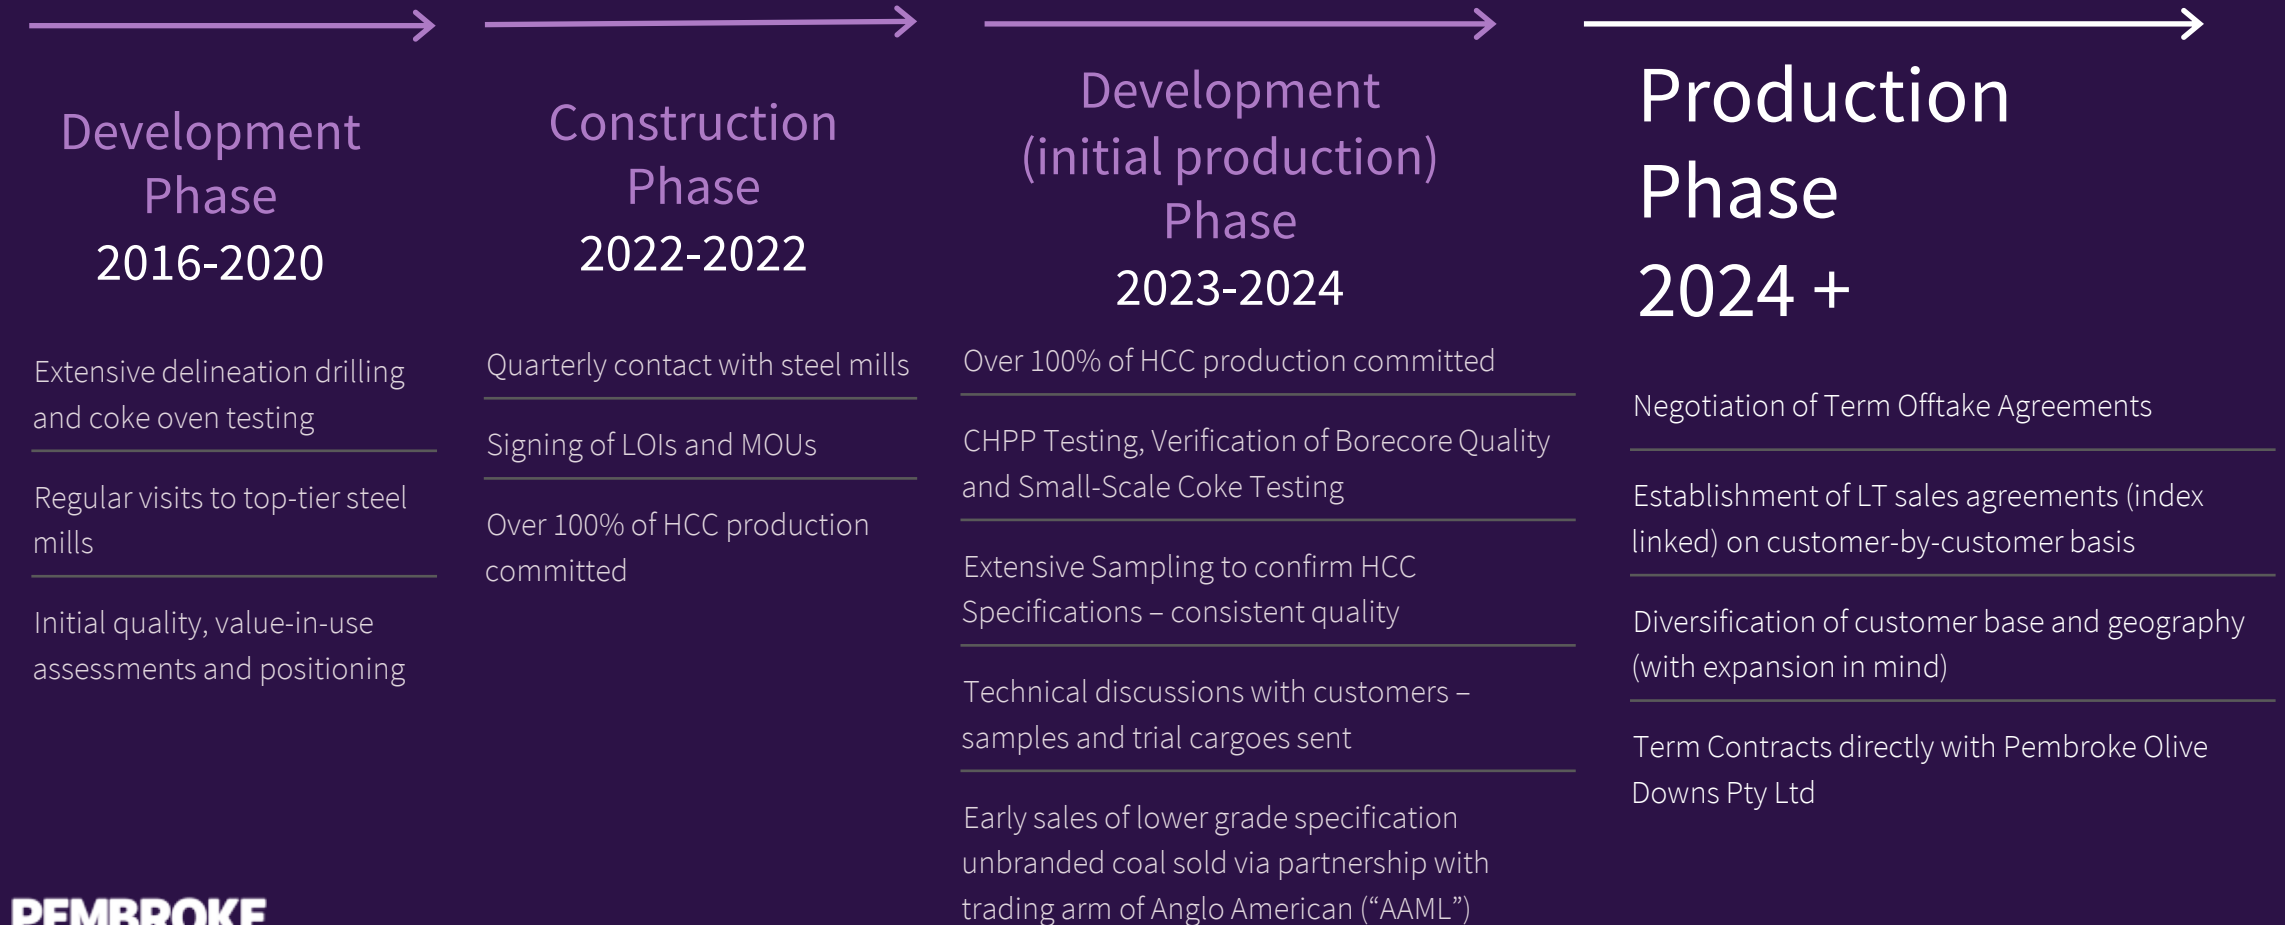 Development
Phase
2016-2020
Extensive delineation drilling
and coke oven testing
Regular visits to top-tier steel
mills
Initial quality, value-in-use
assessments and positioning
Construction
Phase
2022-2022
Quarterly contact with steel mills
Signing of LOIs and MOUs
Over 100% of HCC production
committed
Development
(initial production)
Phase
2023-2024
Over 100% of HCC production committed
CHPP Testing, Verification of Borecore Quality
and Small-Scale Coke Testing
Extensive Sampling to confirm HCC
Specifications – consistent quality
Technical discussions with customers –
samples and trial cargoes sent
Early sales of lower grade specification
unbranded coal sold via partnership with
trading arm of Anglo American (“AAML”)
Production
Phase
2024 +
Negotiation of Term Offtake Agreements
Establishment of LT sales agreements (index
linked) on customer-by-customer basis
Diversification of customer base and geography
(with expansion in mind)
Term Contracts directly with Pembroke Olive
Downs Pty Ltd
PEMBROKE